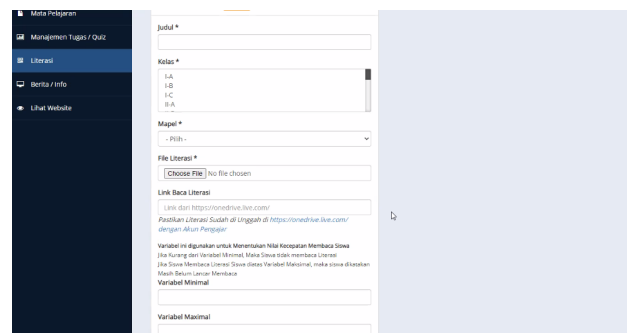 Mata Pelajaran
Manajemen Tugas / Quiz
Literasi
Berita / Info
Lihat Website
Judul *
Kelas *
I-A
I-B
I-C
II-A
Mapel *
- Pilih -
File Literasi *
Choose File No file chosen
Link Baca Literasi
Link dari https://onedrive.live.com/
Pastikan Literasi Sudah di Unggah di https://onedrive.live.com/
dengan Akun Pengajar
Variabel ini digunakan untuk Menentukan Nilai Kecepatan Membaca Siswa
Jika Kurang dari Variabel Minimal, Maka Siswa tidak membaca Literasi
Jika Siswa Membaca Literasi Siswa diatas Variabel Maksimal, maka siswa dikatakan
Masih Belum Lancar Membaca
Variabel Minimal
Variabel Maximal